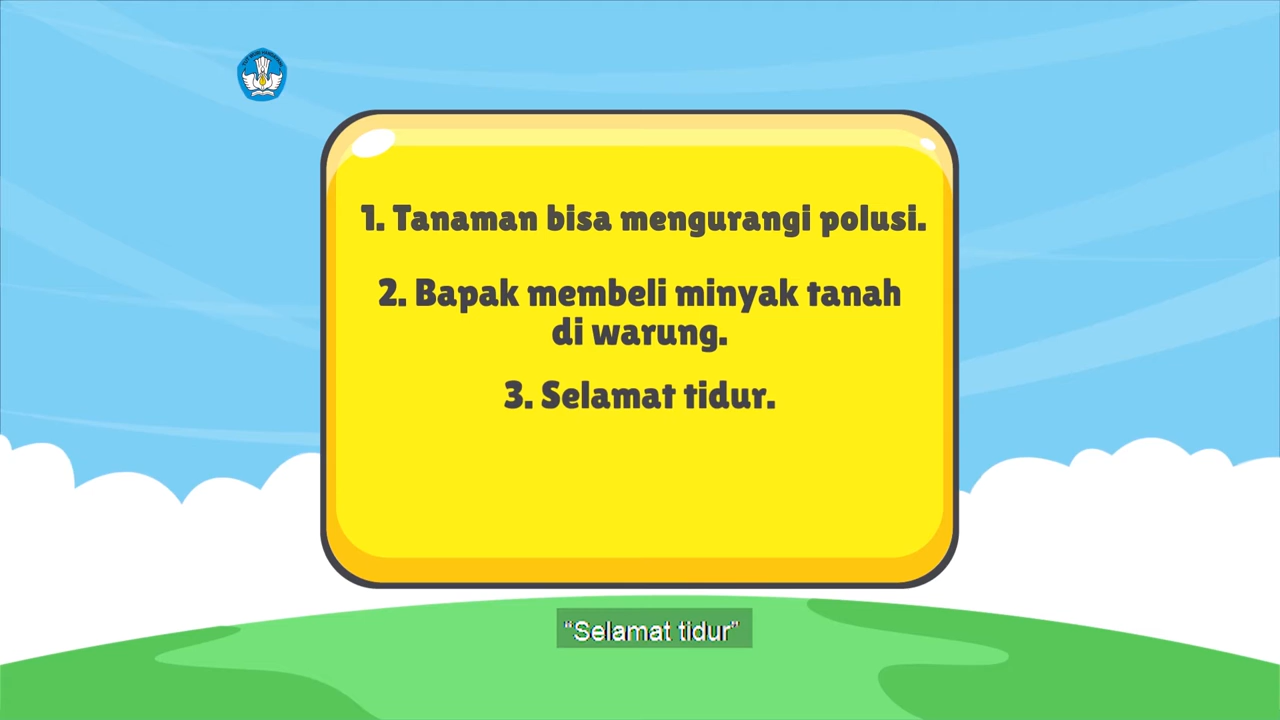 1. Tanaman bisa mengurangi polusi.
2. Bapak membeli minyak tanah
di warung.
3. Selamat tidur.
“Selamat tidur”